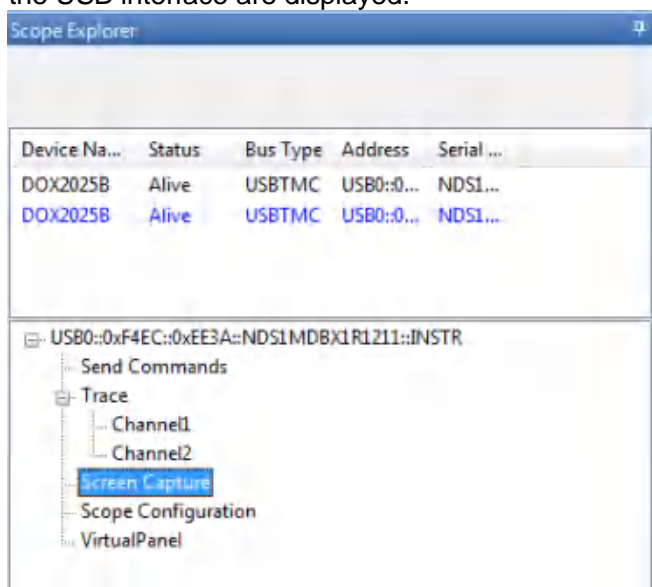 the USB interface are displayed.
Scope Explorer
Device Na... Status Bus Type Address Serial ...
DOX2025B Alive USBTMC USB0::0... NDS1...
DOX2025B Alive USBTMC USB0::0... NDS1...
USB0::0xF4EC::0xEE3A::NDS1MDBX1R1211::INSTR
Send Commands
Trace
Channel1
Channel2
Screen Capture
Scope Configuration
VirtualPanel